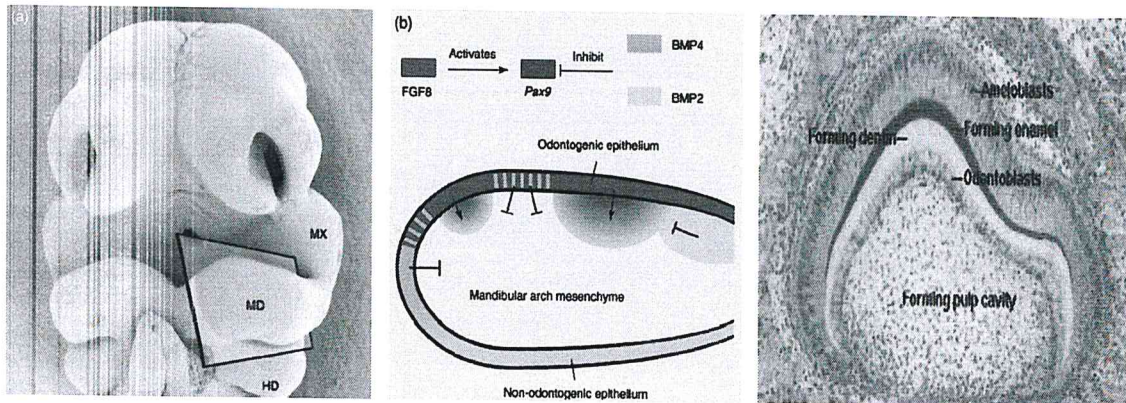 (a)
MX
MD
HD
(b)
Activates
Inhibit
BMP4
FGF8
Pax9
BMP2
Odontogenic epithelium
Mandibular arch mesenchyme
Non-odontogenic epithelium
Ameloblasts
Forming enamel
Forming dentin
Odontoblasts
Forming pulp cavity